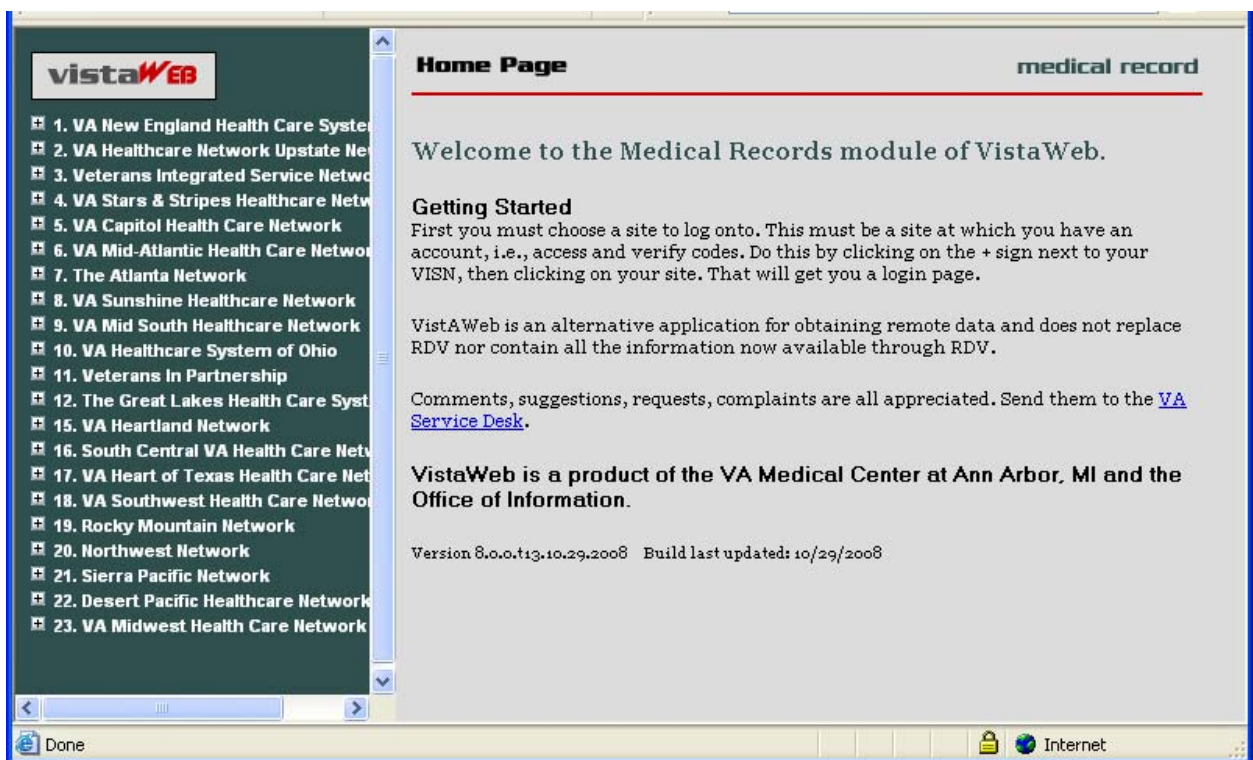 vistaWEB
1. VA New England Health Care
2. VA Healthcare Network Upstate
3. Veterans Integrated Service
4. VA Stars & Stripes Healthcare
5. VA Capitol Health Care Network
6. VA Mid-Atlantic Health Care
7. The Atlanta Network
8. VA Sunshine Healthcare Network
9. VA Mid South Healthcare Network
10. VA Healthcare System of Ohio
11. Veterans In Partnership
12. The Great Lakes Health Care
15. VA Heartland Network
16. South Central VA Health Care
17. VA Heart of Texas Health Care
18. VA Southwest Health Care
19. Rocky Mountain Network
20. Northwest Network
21. Sierra Pacific Network
22. Desert Pacific Healthcare Network
23. VA Midwest Health Care Network
Home Page
medical record
Welcome to the Medical Records module of VistaWeb.
Getting Started
First you must choose a site to log onto. This must be a site at which you have an
account, i.e., access and verify codes. Do this by clicking on the + sign next to your
VISN, then clicking on your site. That will get you a login page.
VistAWeb is an alternative application for obtaining remote data and does not replace
RDV nor contain all the information now available through RDV.
Comments, suggestions, requests, complaints are all appreciated. Send them to the VA
Service Desk.
VistaWeb is a product of the VA Medical Center at Ann Arbor, MI and the
Office of Information.
Version 8.0.0.t13.10.29.2008 Build last updated: 10/29/2008
Done
Internet